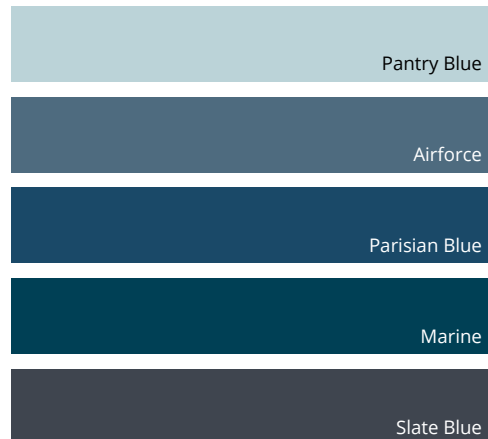 Pantry Blue
Airforce
Parisian Blue
Marine
Slate Blue